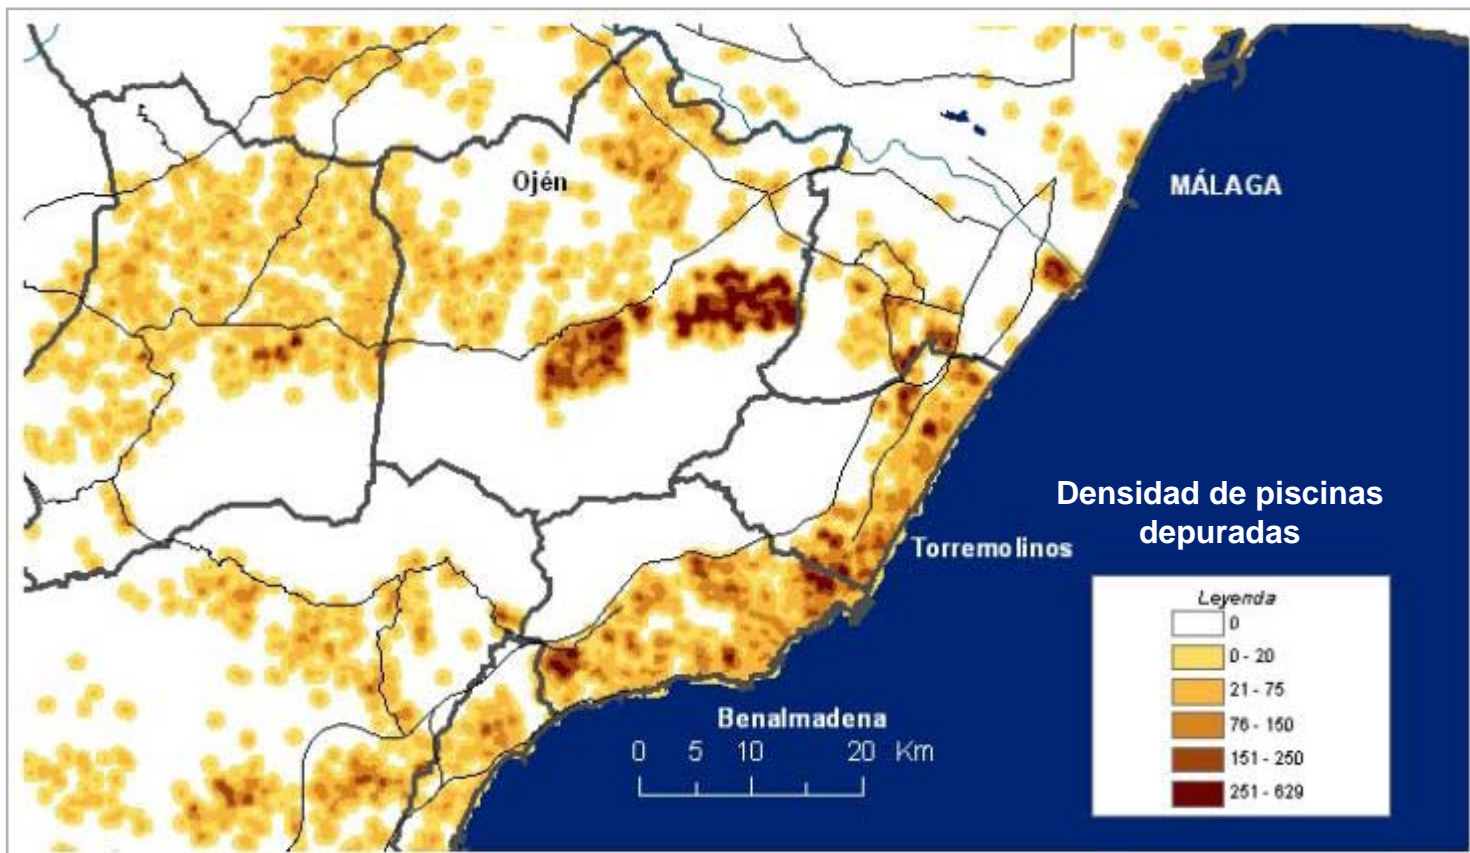 Ojén
MÁLAGA
Densidad de piscinas
depuradas
Torremolinos
Leyenda
0
0 - 20
21 - 75
76 - 150
151 - 250
251 - 629
Benalmadena
0 5 10 20 Km